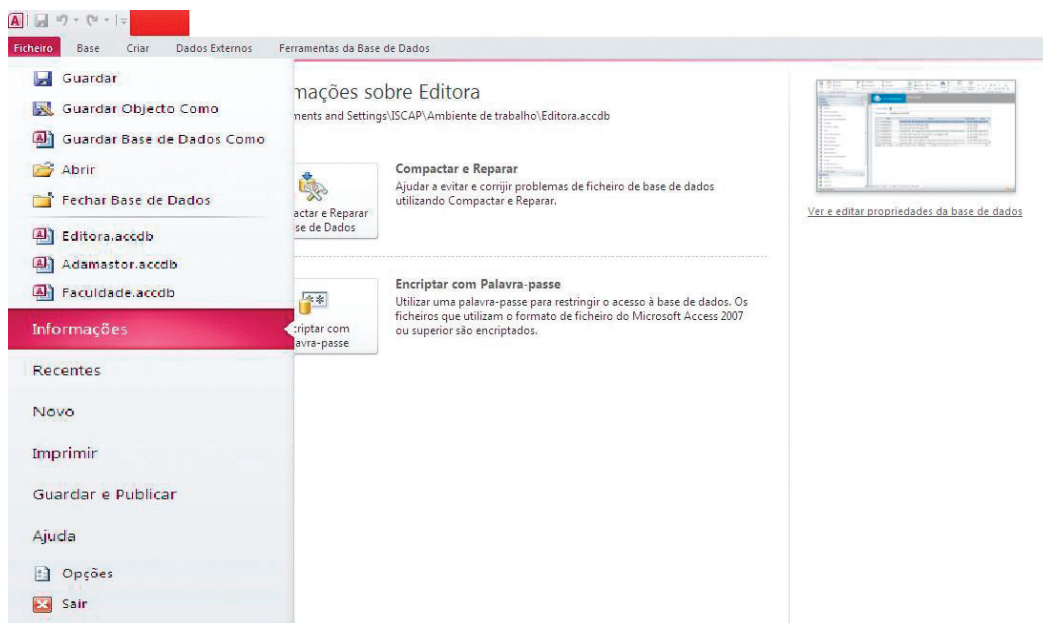 Ficheiro Base Criar Dados Externos Ferramentas da Base de Dados
Guardar
Guardar Objecto Como
Guardar Base de Dados Como
Abrir
Fechar Base de Dados
Editora.accdb
Adamastor.accdb
Faculdade.accdb
Informações
Recentes
Novo
Imprimir
Guardar e Publicar
Ajuda
Opções
Sair
mações sobre Editora
ments and Settings\ISCAP\Ambiente de trabalho\Editora.accdb
actar e Reparar
se de Dados
Compactar e Reparar
Ajudar a evitar e corrijir problemas de ficheiro de base de dados
utilizando Compactar e Reparar.
criptar com
avra-passe
Encriptar com Palavra-passe
Utilizar uma palavra-passe para restringir o acesso à base de dados. Os
ficheiros que utilizam o formato de ficheiro do Microsoft Access 2007
ou superior são encriptados.
Ver e editar propriedades da base de dados